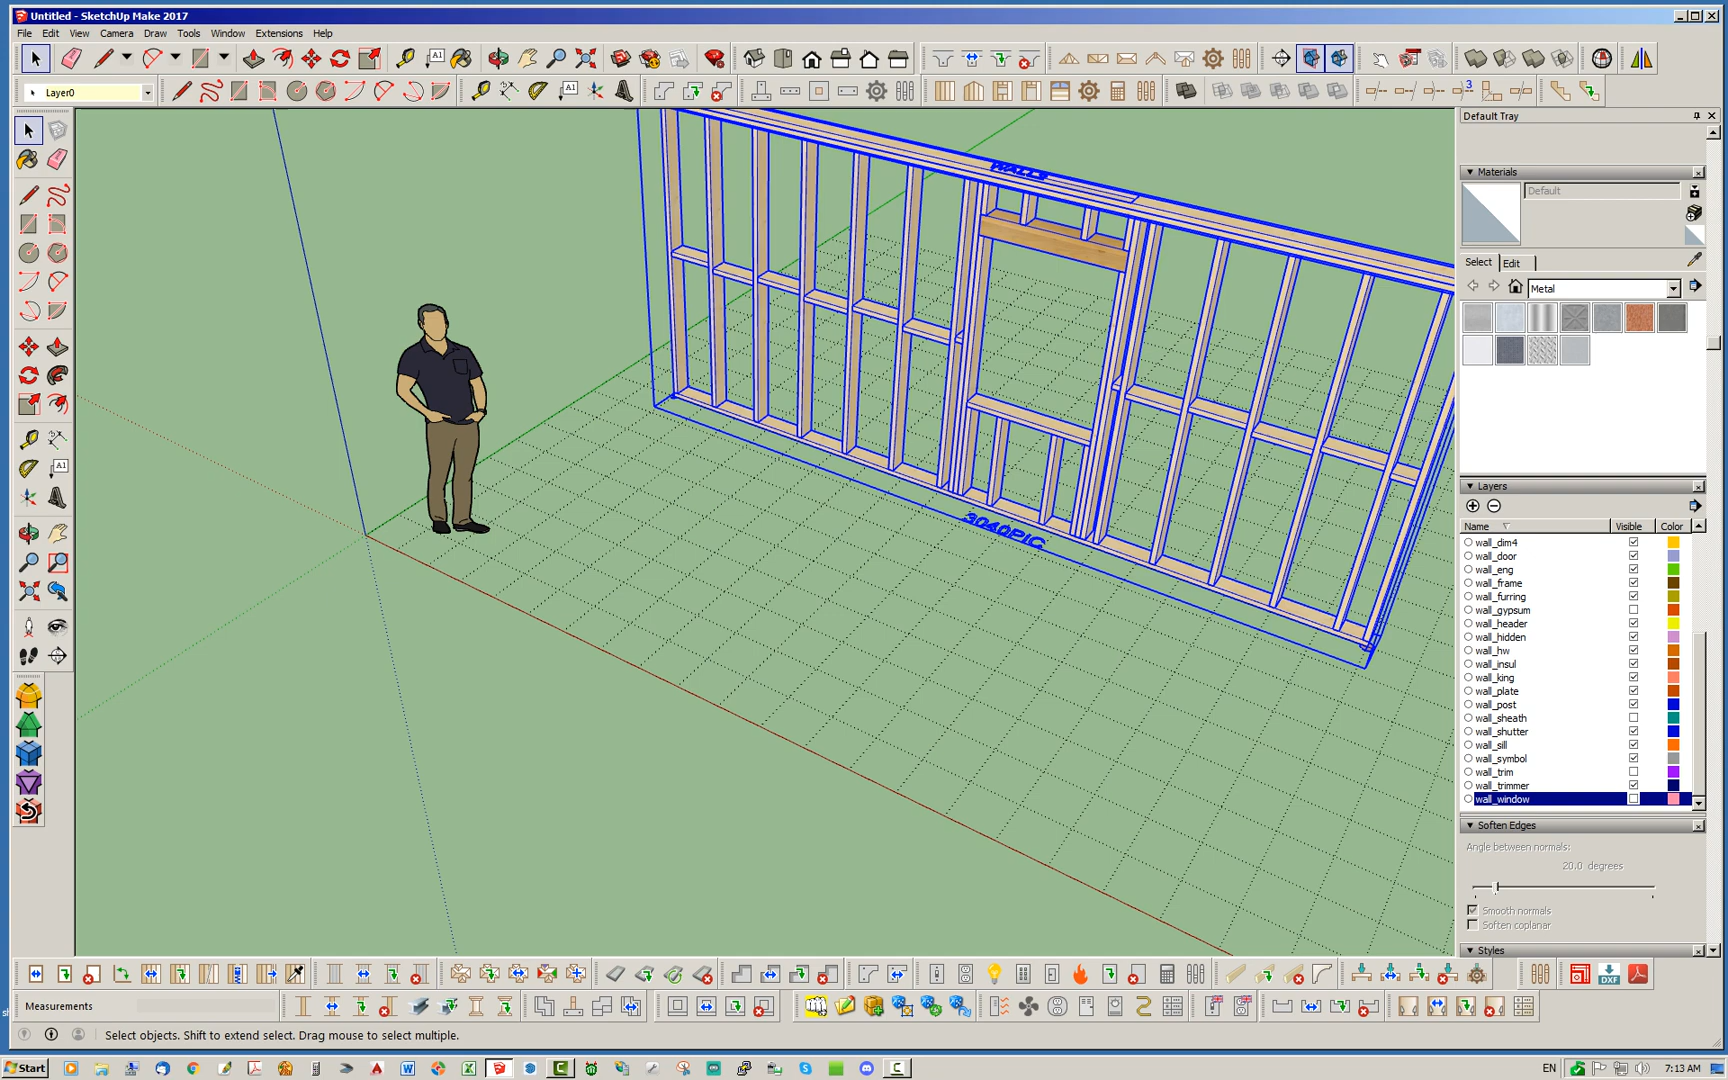 Untitled - SketchUp Make 2017
File Edit View Camera Draw Tools Window Extensions Help
Layer0
Default Tray
Materials
Default
Select Edit
Metal
Layers
Name Visible Color
wall_dim4
wall_door
wall_eng
wall_frame
wall_furring
wall_gypsum
wall_header
wall_hidden
wall_hw
wall_insul
wall_king
wall_plate
wall_post
wall_sheath
wall_shutter
wall_sill
wall_symbol
wall_trim
wall_trimmer
wall_window
Soften Edges
Angle between normals:
20.0 degrees
Smooth normals
Soften coplanar
Styles
WALLS
3040PIC
Measurements
Select objects. Shift to extend select. Drag mouse to select multiple.
Start
EN
7:13 AM